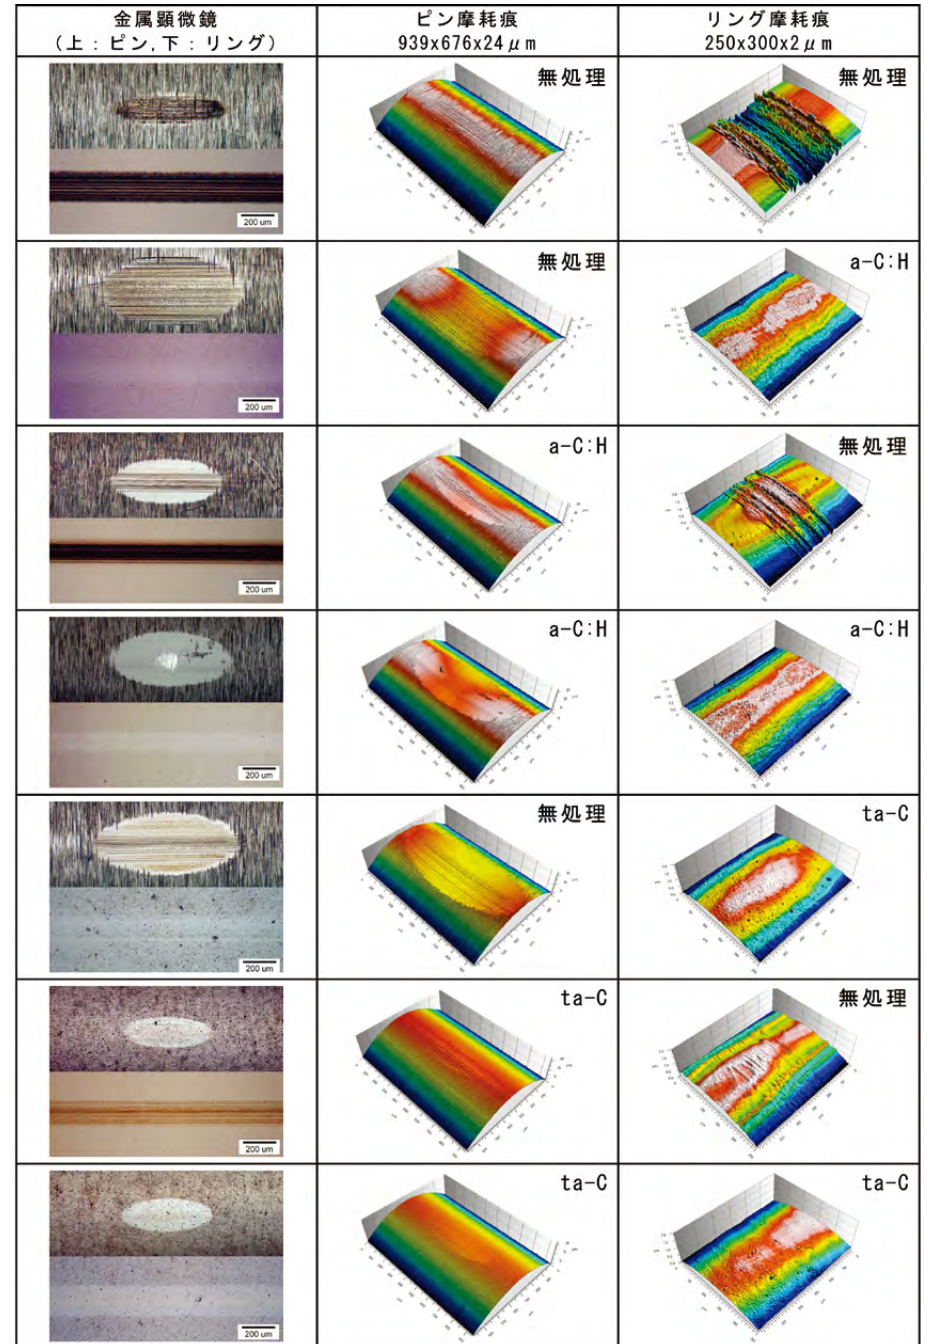 金属顕微鏡
(上:ピン,下:リング)
ピン摩耗痕
939x676x24μm
リング摩耗痕
250x300x2μm
200 um
無処理
無処理
200 um
無処理
a-C:H
200 um
a-C:H
無処理
200 um
a-C:H
a-C:H
200 um
無処理
ta-C
200 um
ta-C
無処理
200 um
ta-C
ta-C